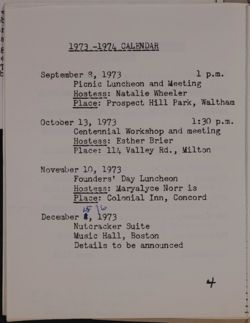 1973-1974 CALENDAR
September 8, 1973 1 p.m.
Picnic Luncheon and Meeting
Hostess: Natalie Wheeler
Place: Prospect Hill Park, Waltham
October 13, 1973 1:30 p.m.
Centennial Workshop and meeting
Hostess: Esther Brier
Place: 114 Valley Rd., Milton
November 10, 1973
Founders' Day Luncheon
Hostess: Maryalyce Norr is
Place: Colonial Inn, Concord
December 8, 1973
15 16
Nutcracker Suite
Music Hall, Boston
Details to be announced
4